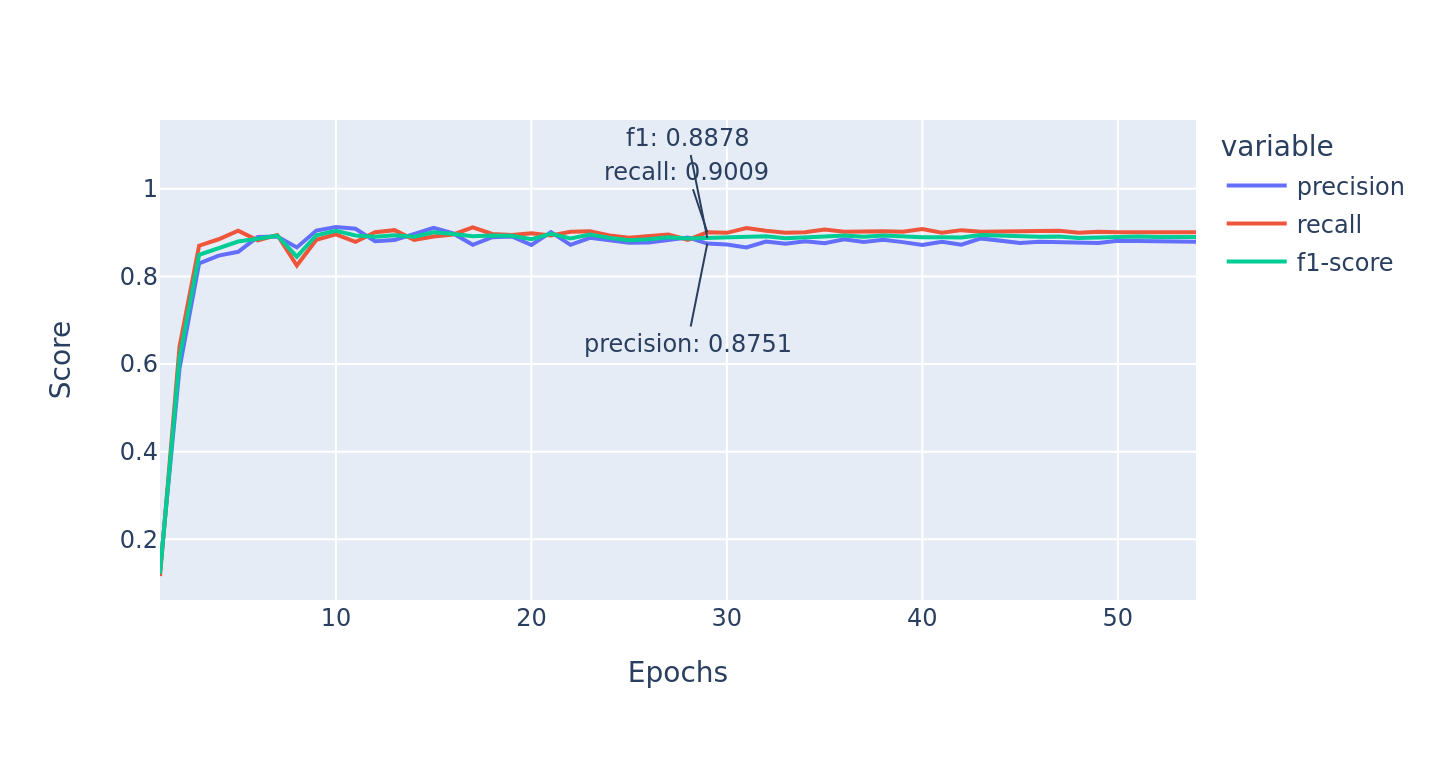 f1: 0.8878
recall: 0.9009
precision: 0.8751
1
0.8
0.6
0.4
0.2
Score
10
20
30
40
50
Epochs
variable
precision
recall
f1-score